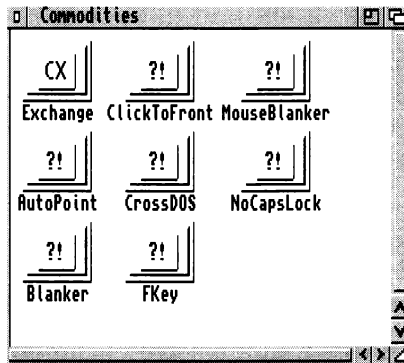 Commodities
CX ?! ?!
Exchange ClickToFront MouseBlanker
?! ?! ?!
AutoPoint CrossDOS NoCapsLock
?! ?!
Blanker FKey